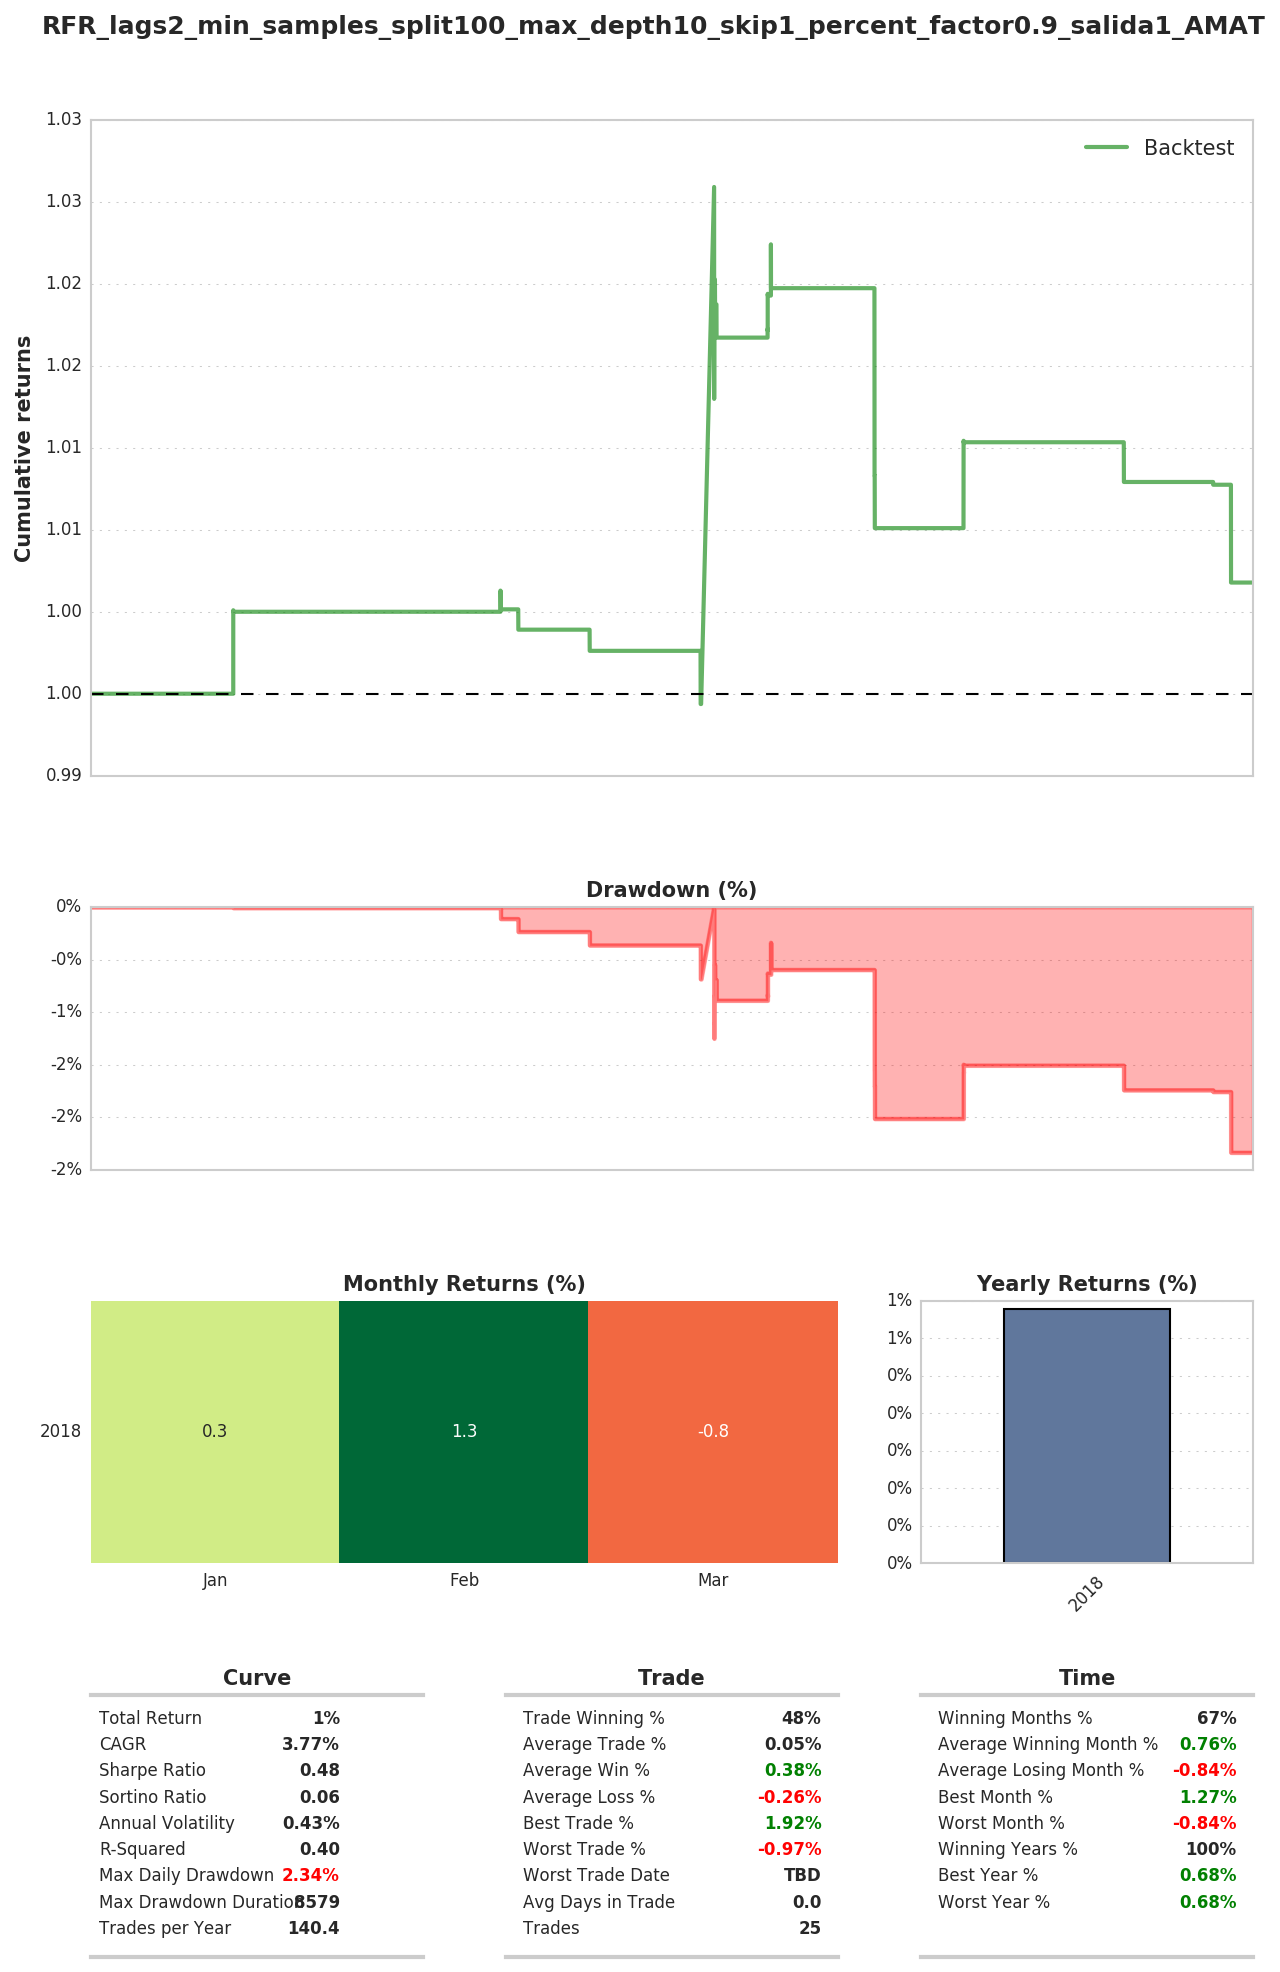 RFR_lags2_min_samples_split100_max_depth10_skip1_percent_factor0.9_salida1_AMAT
1.03
1.03
1.02
1.02
1.01
1.01
1.00
1.00
0.99
Cumulative returns
Backtest
Drawdown (%)
0%
-0%
-1%
-2%
-2%
-2%
Monthly Returns (%)
2018
0.3
1.3
-0.8
Jan
Feb
Mar
Yearly Returns (%)
1%
1%
0%
0%
0%
0%
0%
0%
2018
Curve
Total Return 1%
CAGR 3.77%
Sharpe Ratio 0.48
Sortino Ratio 0.06
Annual Volatility 0.43%
R-Squared 0.40
Max Daily Drawdown 2.34%
Max Drawdown Duration 8579
Trades per Year 140.4
Trade
Trade Winning % 48%
Average Trade % 0.05%
Average Win % 0.38%
Average Loss % -0.26%
Best Trade % 1.92%
Worst Trade % -0.97%
Worst Trade Date TBD
Avg Days in Trade 0.0
Trades 25
Time
Winning Months % 67%
Average Winning Month % 0.76%
Average Losing Month % -0.84%
Best Month % 1.27%
Worst Month % -0.84%
Winning Years % 100%
Best Year % 0.68%
Worst Year % 0.68%